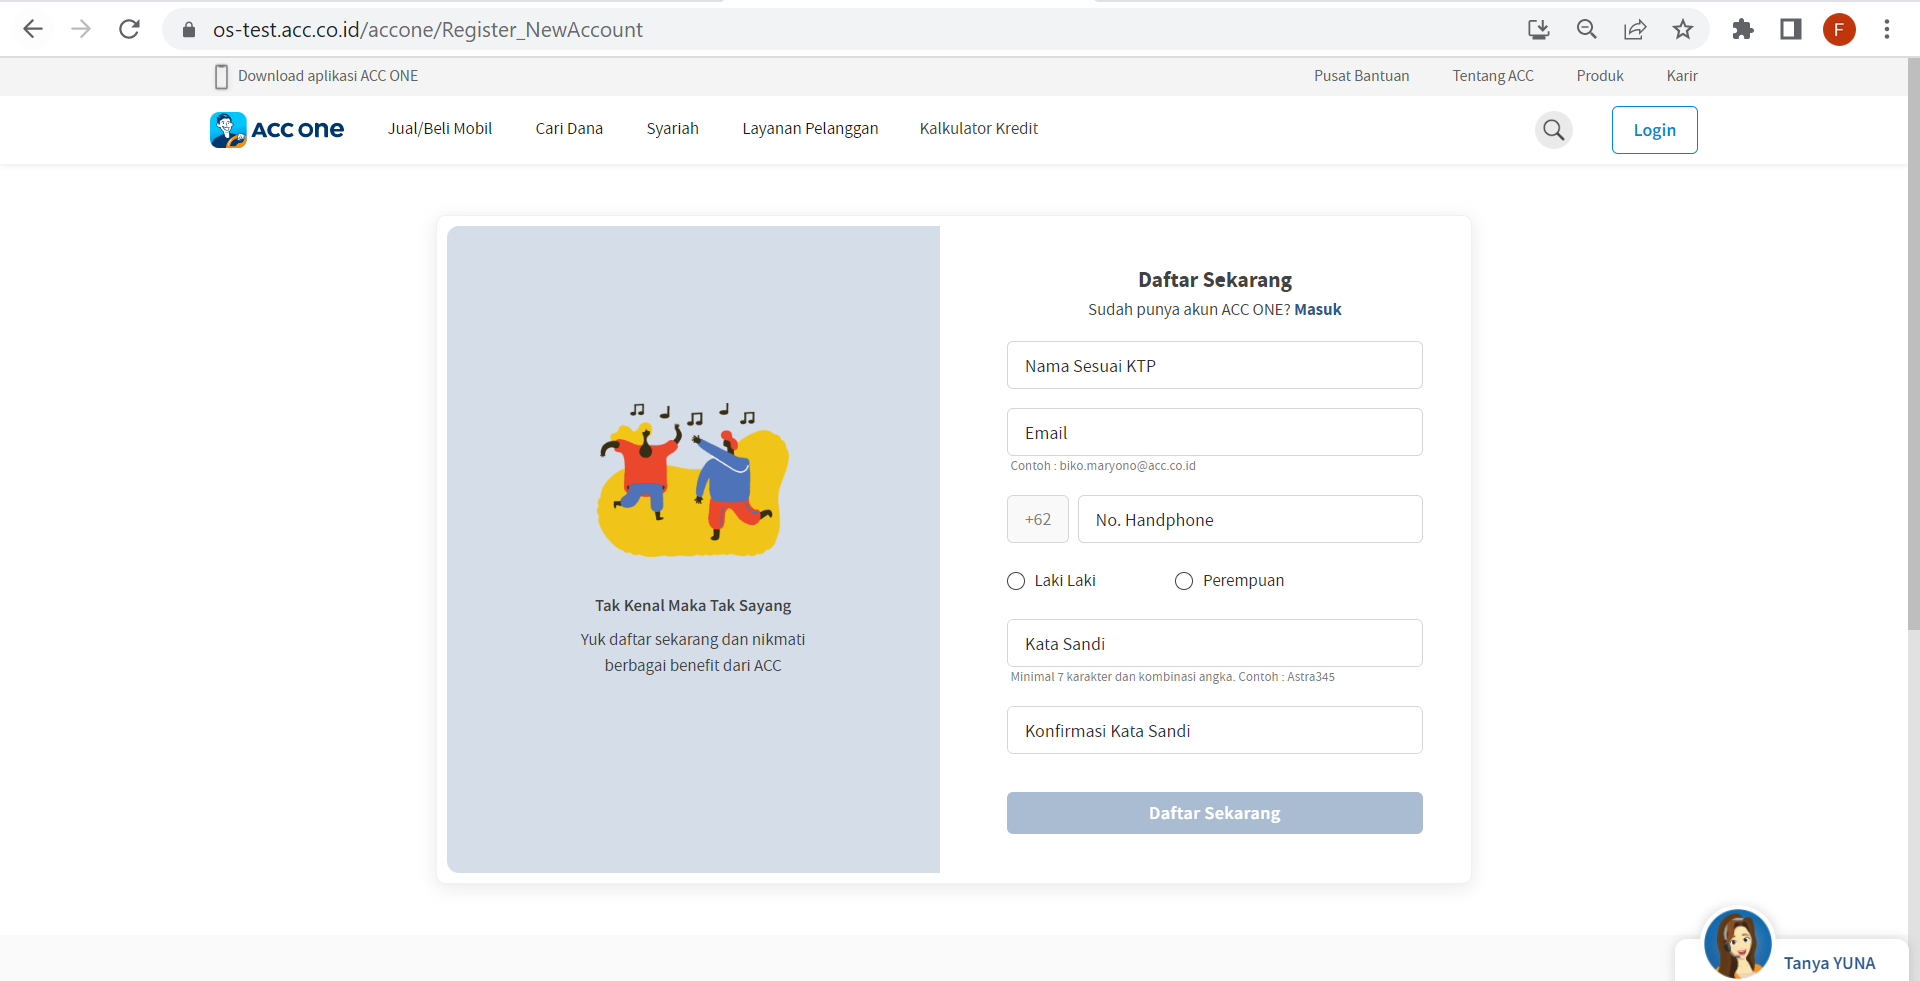 os-test.acc.co.id/accone/Register_NewAccount
F
Download aplikasi ACC ONE
Pusat Bantuan
Tentang ACC
Produk
Karir
ACC one
Jual/Beli Mobil
Cari Dana
Syariah
Layanan Pelanggan
Kalkulator Kredit
Login
Tak Kenal Maka Tak Sayang
Yuk daftar sekarang dan nikmati
berbagai benefit dari ACC
Daftar Sekarang
Sudah punya akun ACC ONE? Masuk
Nama Sesuai KTP
Email
Contoh : biko.maryono@acc.co.id
+62
No. Handphone
Laki Laki
Perempuan
Kata Sandi
Minimal 7 karakter dan kombinasi angka. Contoh : Astra345
Konfirmasi Kata Sandi
Daftar Sekarang
Tanya YUNA